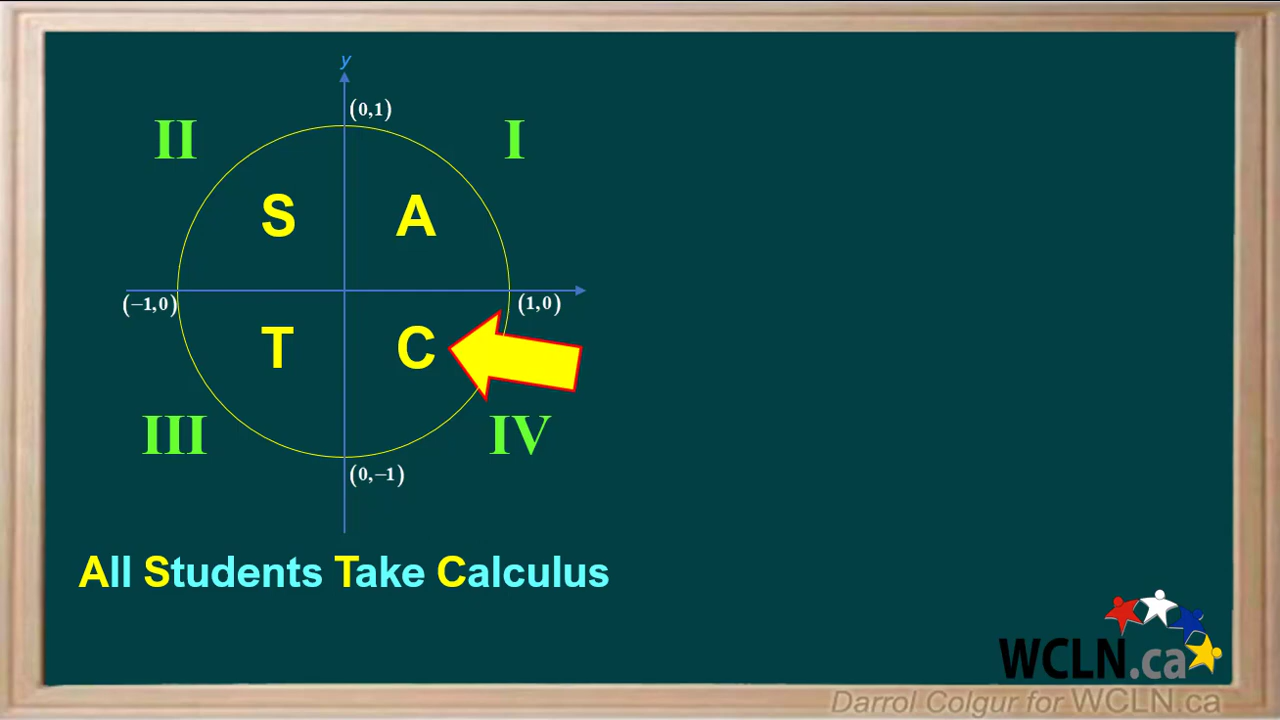 y
(0,1)
II
I
S
A
(−1,0)
(1,0)
T
C
III
IV
(0,−1)
All Students Take Calculus
WCLN.ca
Darrol Colgur for WCLN.ca